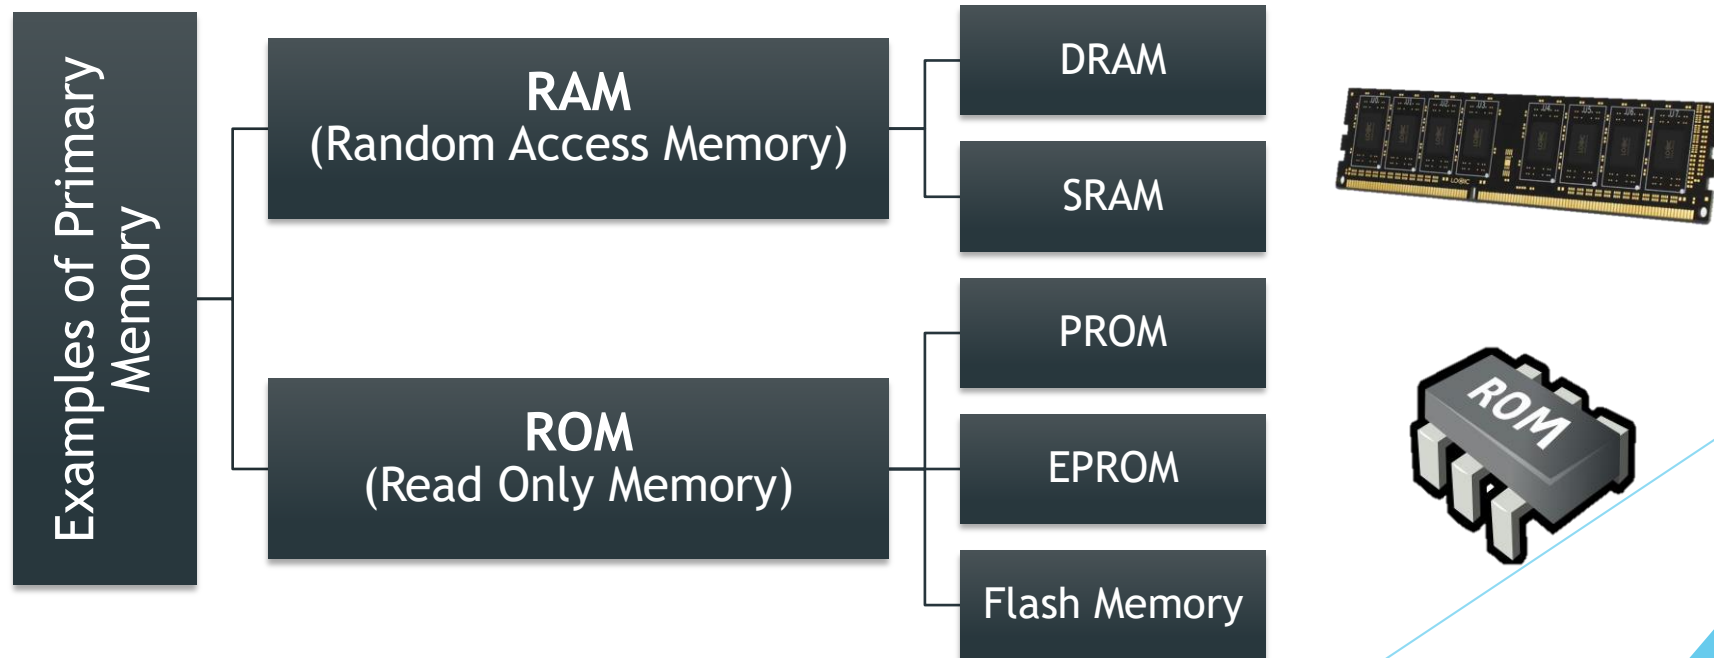 Examples of Primary
Memory
RAM
(Random Access Memory)
DRAM
SRAM
ROM
(Read Only Memory)
PROM
EPROM
Flash Memory
ROM